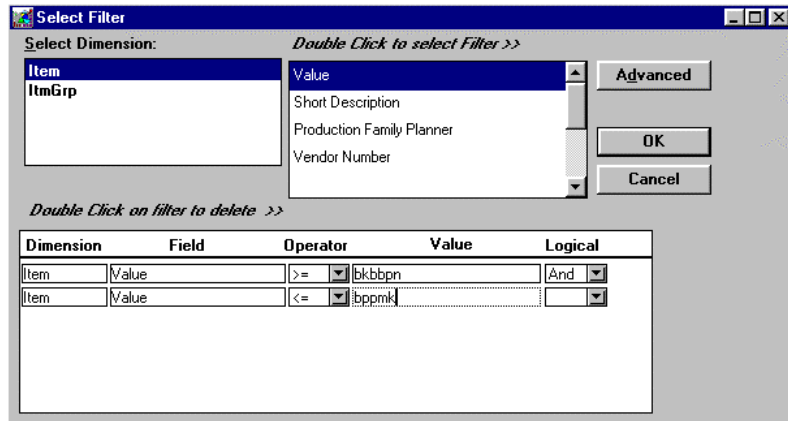 Select Filter
Select Dimension:
Double Click to select Filter >>
Item
ItmGrp
Value
Short Description
Production Family Planner
Vendor Number
Advanced
OK
Cancel
Double Click on filter to delete >>
Dimension Field Operator Value Logical
Item Value >= bkbbpn And
Item Value <= bppmk